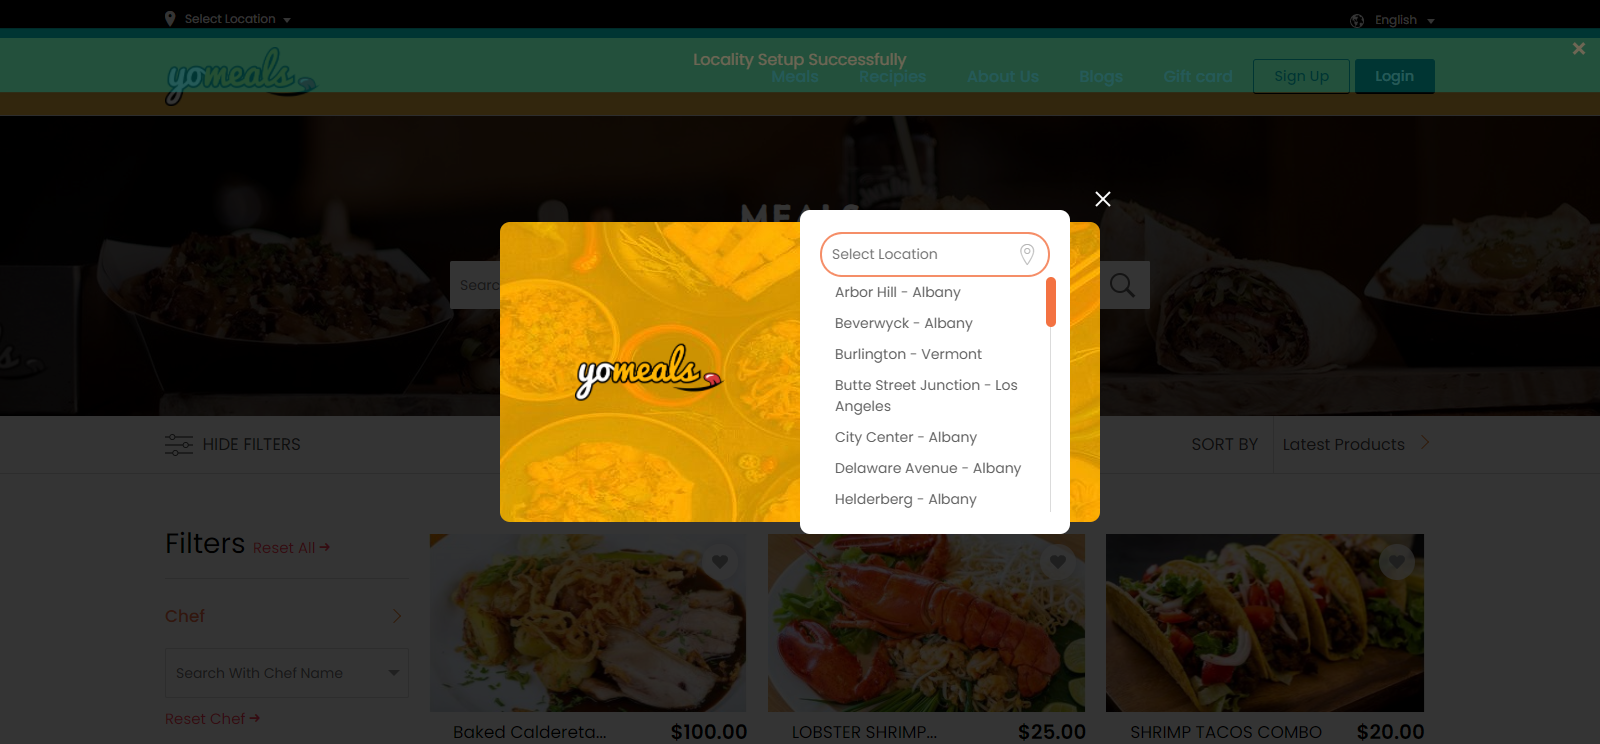 Select Location
English
Locality Setup Successfully
yomeals
Meals
Recipies
About Us
Blogs
Gift card
Sign Up
Login
MEALS
Searc
Select Location
Arbor Hill - Albany
Beverwyck - Albany
Burlington - Vermont
Butte Street Junction - Los
Angeles
City Center - Albany
Delaware Avenue - Albany
Helderberg - Albany
yomeals
HIDE FILTERS
SORT BY
Latest Products
Filters
Reset All
Chef
Search With Chef Name
Reset Chef
Baked Caldereta...
$100.00
LOBSTER SHRIMP...
$25.00
SHRIMP TACOS COMBO
$20.00